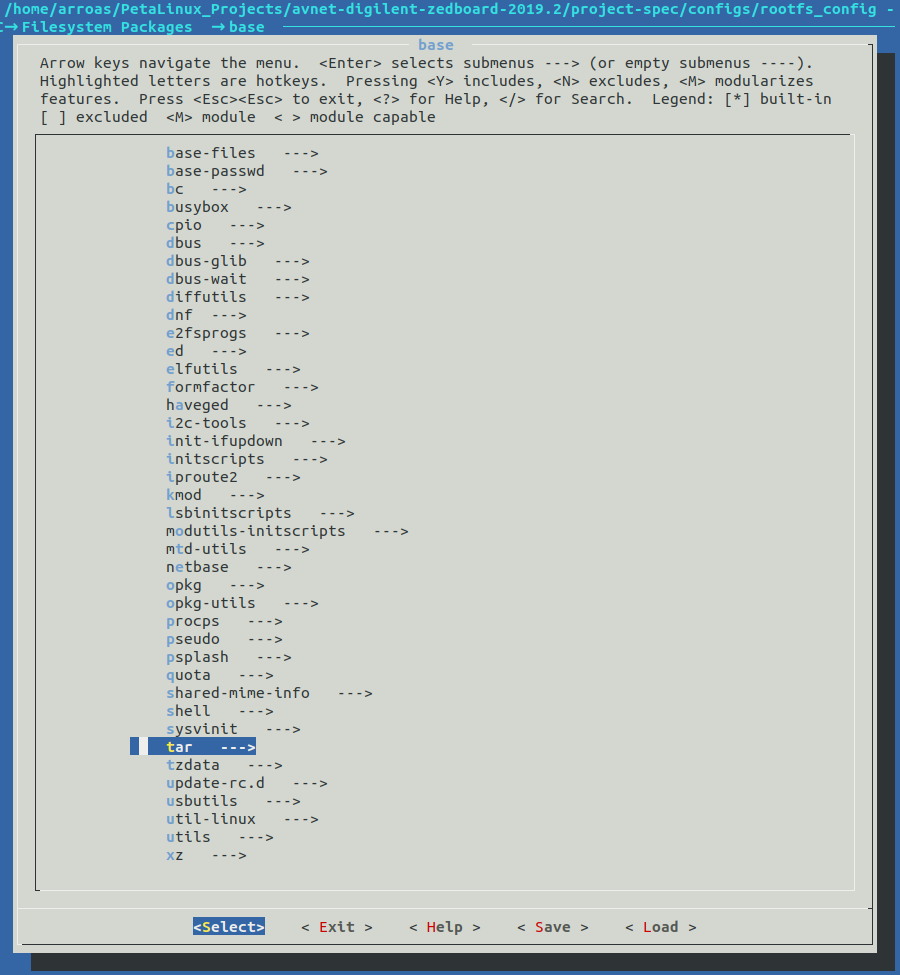 /home/arroas/PetaLinux_Projects/avnet-digilent-zedboard-2019.2/project-spec/configs/rootfs_config -
C→Filesystem Packages  →base
base
Arrow keys navigate the menu.  <Enter> selects submenus ---> (or empty submenus ----).
Highlighted letters are hotkeys.  Pressing <Y> includes, <N> excludes, <M> modularizes
features.  Press <Esc><Esc> to exit, <?> for Help, </> for Search.  Legend: [*] built-in
[ ] excluded  <M> module  < > module capable
base-files   --->
base-passwd   --->
bc   --->
busybox   --->
cpio   --->
dbus   --->
dbus-glib   --->
dbus-wait   --->
diffutils   --->
dnf  --->
e2fsprogs   --->
ed   --->
elfutils   --->
formfactor   --->
haveged   --->
i2c-tools   --->
init-ifupdown   --->
initscripts   --->
iproute2   --->
kmod   --->
lsbinitscripts   --->
modutils-initscripts   --->
mtd-utils   --->
netbase   --->
opkg   --->
opkg-utils   --->
procps   --->
pseudo   --->
psplash   --->
quota   --->
shared-mime-info   --->
shell   --->
sysvinit   --->
tar   --->
tzdata   --->
update-rc.d   --->
usbutils   --->
util-linux   --->
utils   --->
xz   --->
<Select>    < Exit >    < Help >    < Save >    < Load >